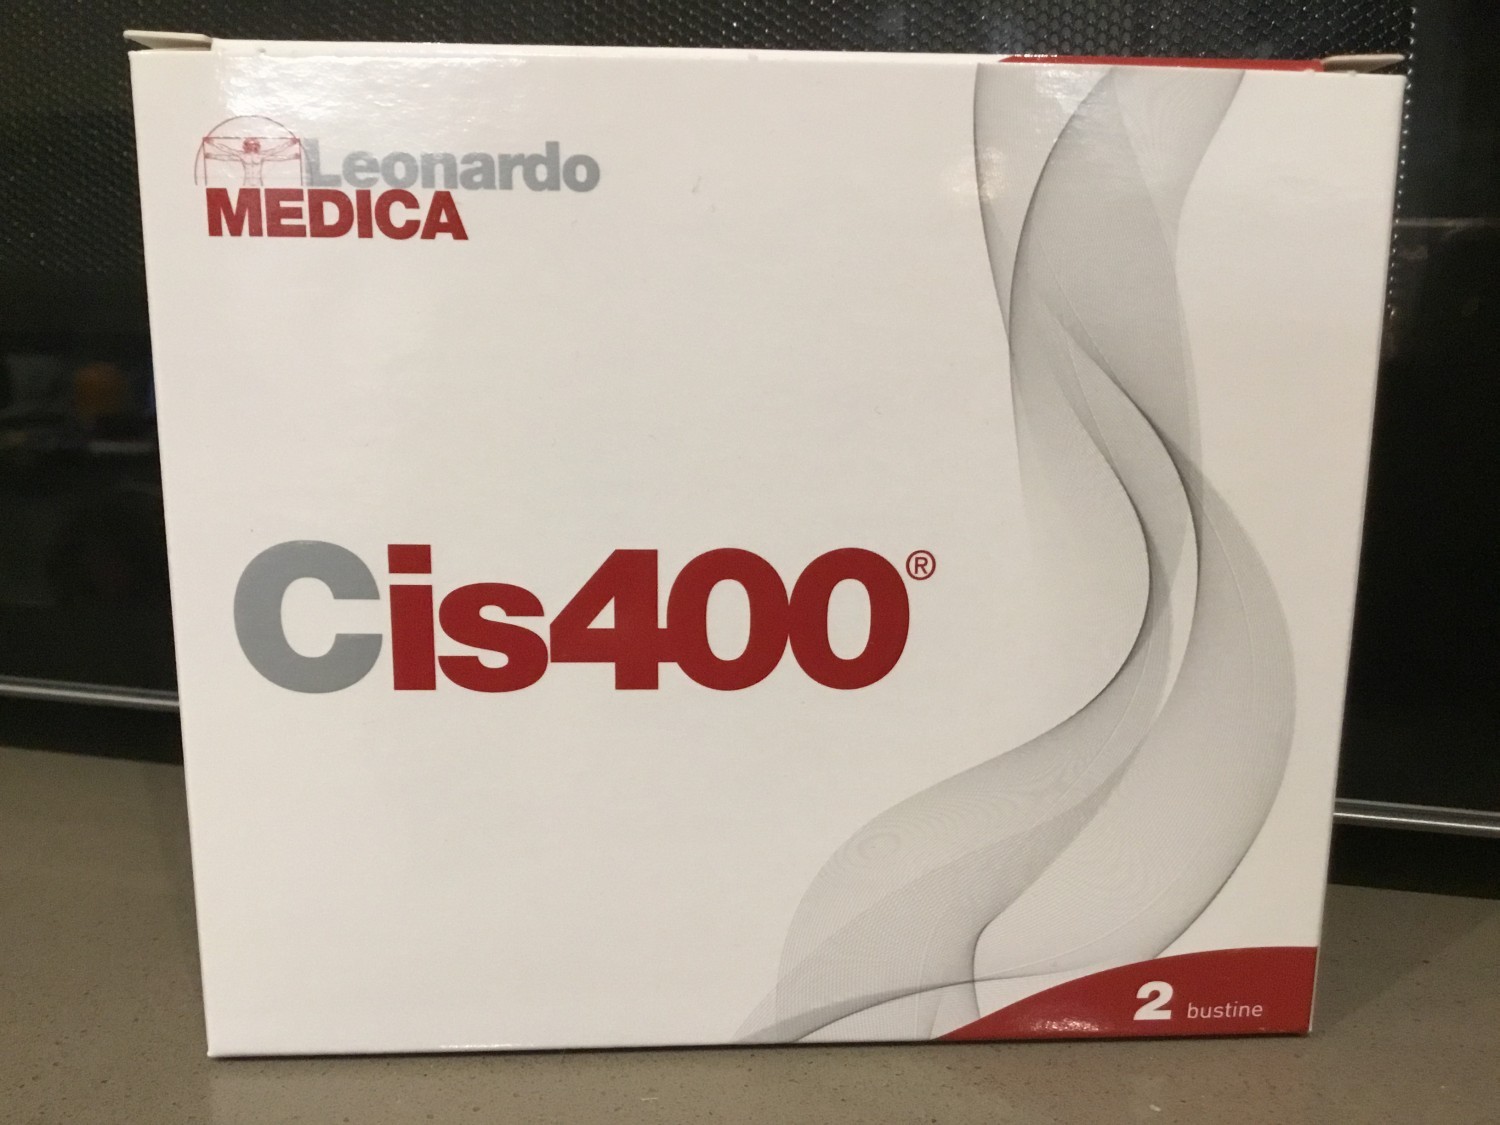 Leonardo
MEDICA
Cis400®
2 bustine